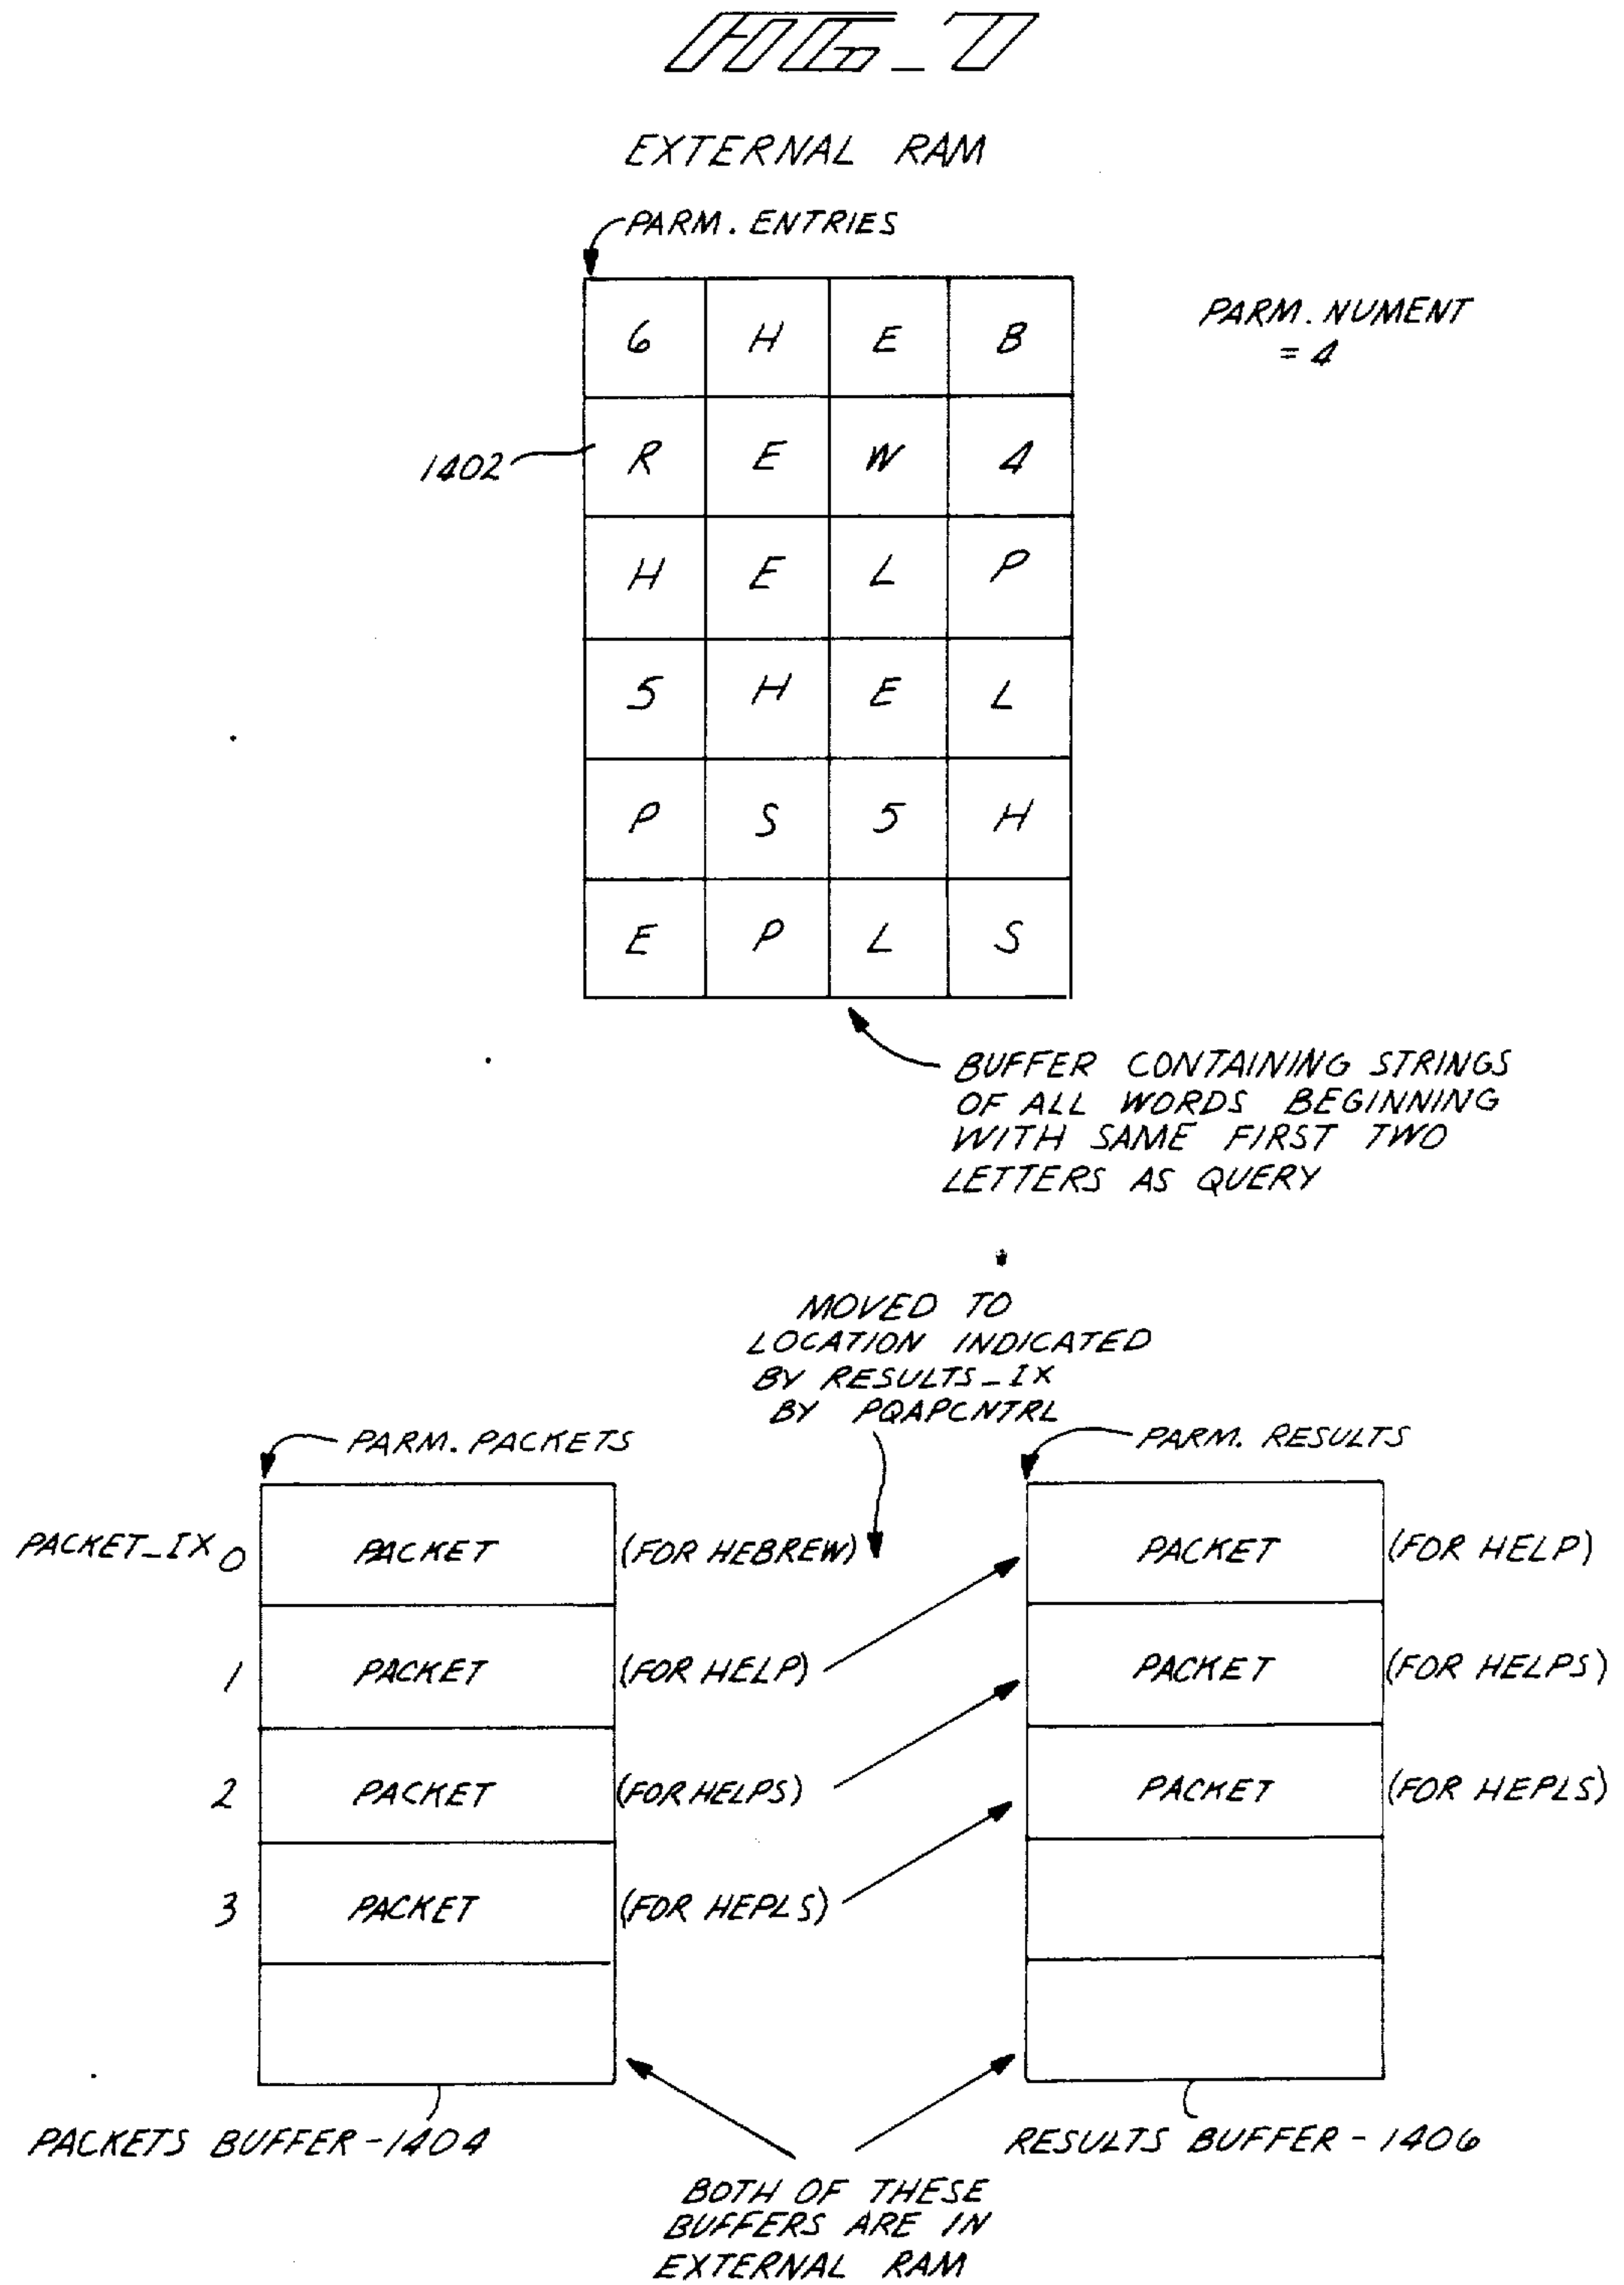 FIG_7
EXTERNAL RAM
PARM. ENTRIES
PARM. NUMENT
= 4
6 H E B
1402
R E W 4
H E L P
5 H E L
P S 5 H
E P L S
BUFFER CONTAINING STRINGS
OF ALL WORDS BEGINNING
WITH SAME FIRST TWO
LETTERS AS QUERY
MOVED TO
LOCATION INDICATED
BY RESULTS_IX
BY PQAPCNTRL
PARM. PACKETS
PARM. RESULTS
PACKET_IX 0 PACKET (FOR HEBREW) PACKET (FOR HELP)
1 PACKET (FOR HELP) PACKET (FOR HELPS)
2 PACKET (FOR HELPS) PACKET (FOR HEPLS)
3 PACKET (FOR HEPLS)
PACKETS BUFFER-1404
RESULTS BUFFER-1406
BOTH OF THESE
BUFFERS ARE IN
EXTERNAL RAM